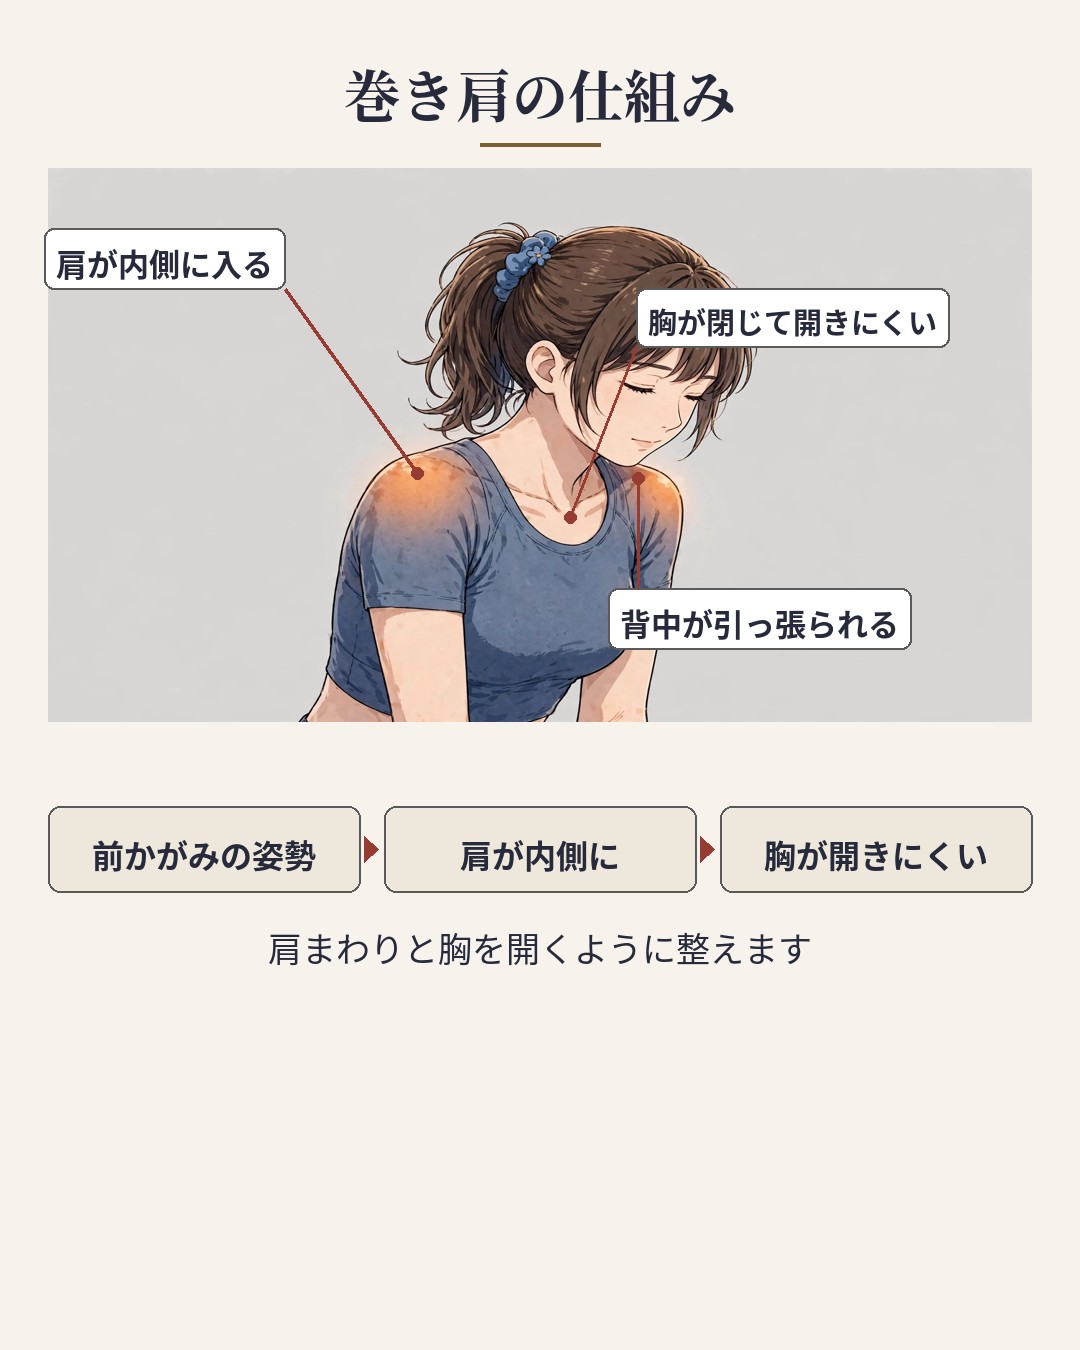 巻き肩の仕組み
肩が内側に入る
胸が閉じて開きにくい
背中が引っ張られる
前かがみの姿勢
肩が内側に
胸が開きにくい
肩まわりと胸を開くように整えます